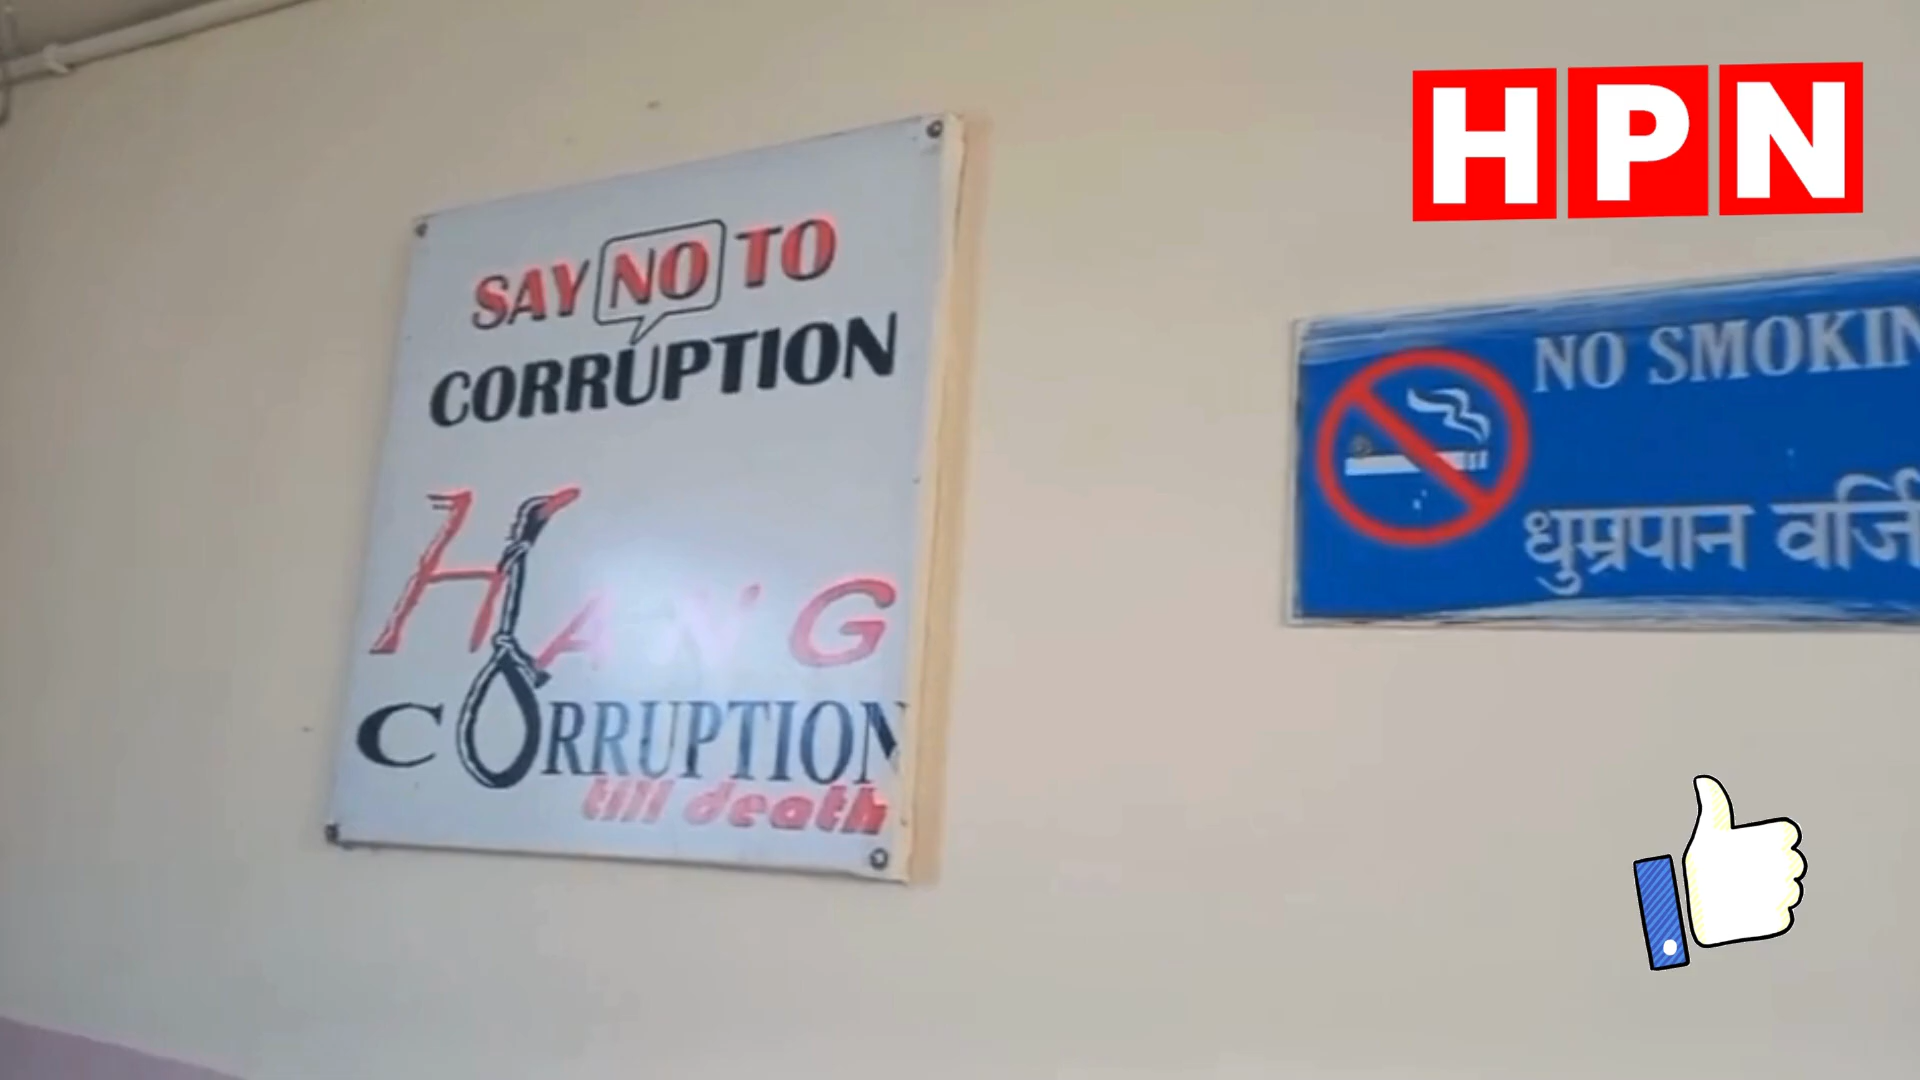 SAY NO TO
CORRUPTION
HANG
CORRUPTION
till death
HPN
NO SMOKIN
धुम्रपान वर्जि